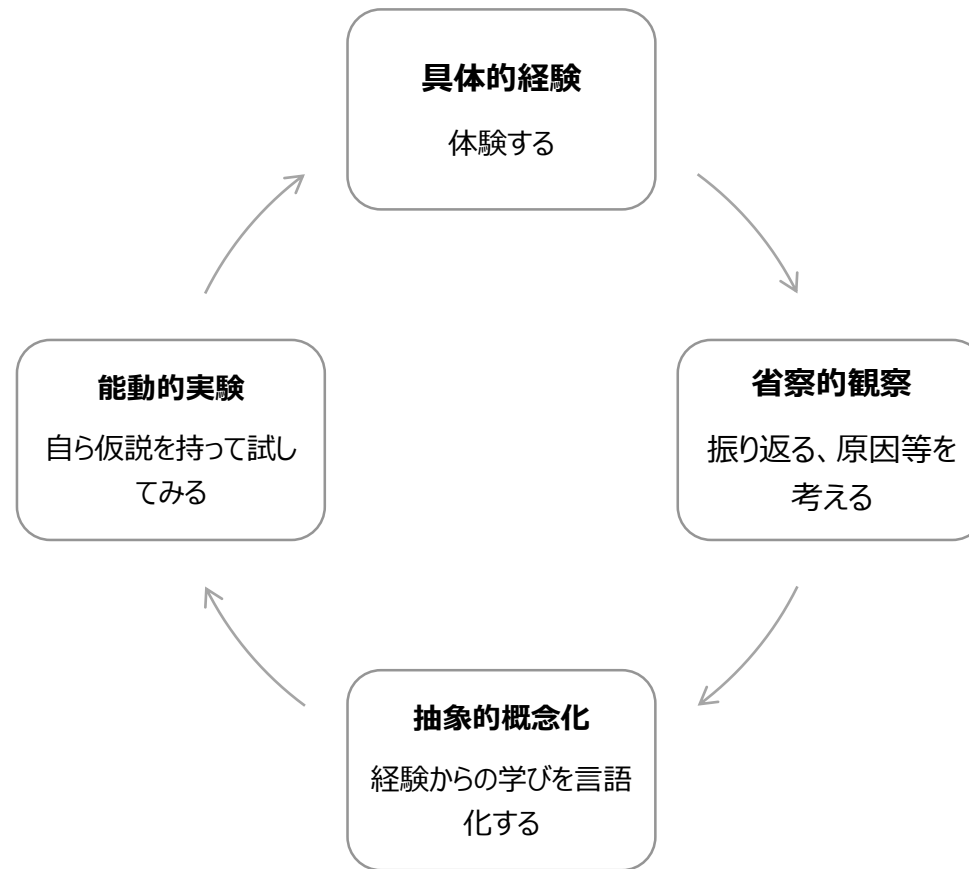 具体的経験
体験する
省察的観察
振り返る、原因等を
考える
抽象的概念化
経験からの学びを言語
化する
能動的実験
自ら仮説を持って試し
てみる